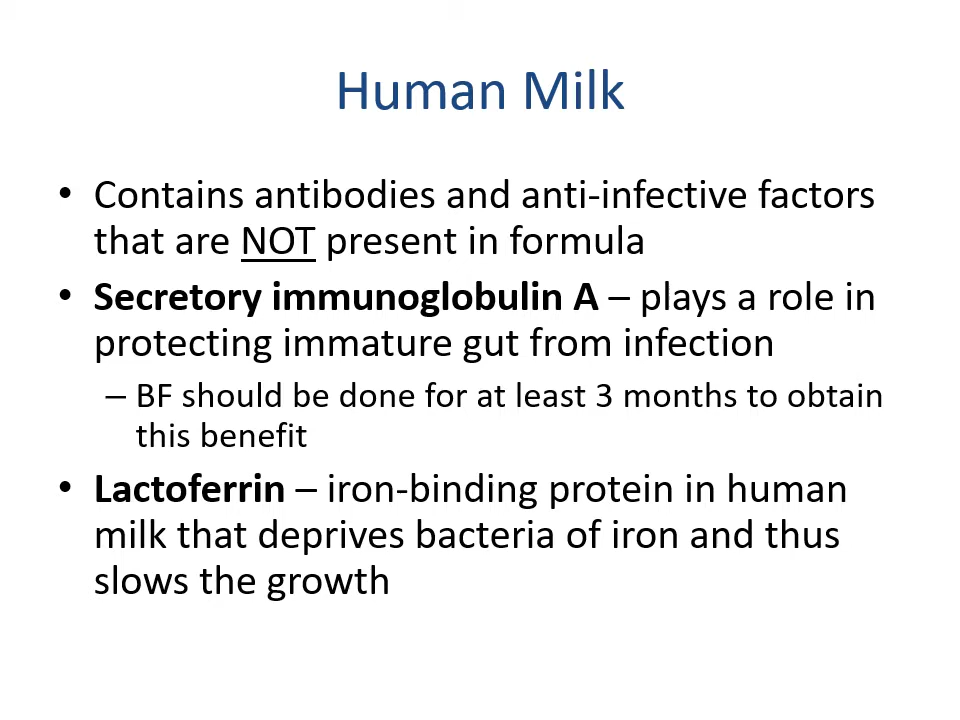 Human Milk
• Contains antibodies and anti-infective factors
that are NOT present in formula
• Secretory immunoglobulin A – plays a role in
protecting immature gut from infection
– BF should be done for at least 3 months to obtain
this benefit
• Lactoferrin – iron-binding protein in human
milk that deprives bacteria of iron and thus
slows the growth